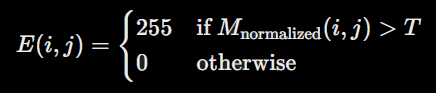 E(i, j) = { 255 if M_normalized(i, j) > T
0 otherwise